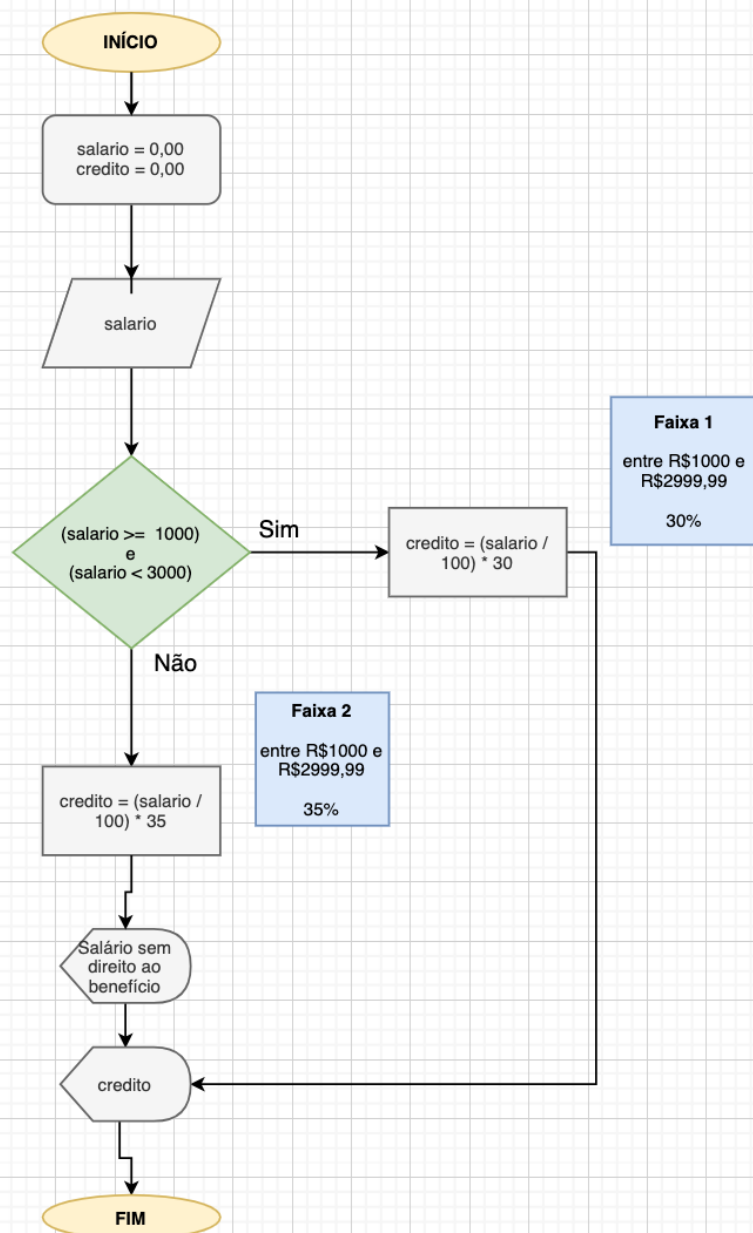 INÍCIO
salario = 0,00
credito = 0,00
salario
Faixa 1
entre R$1000 e
R$2999,99
30%
(salario >= 1000)
e
(salario < 3000)
Sim
credito = (salario /
100) * 30
Não
Faixa 2
entre R$1000 e
R$2999,99
35%
credito = (salario /
100) * 35
Salário sem
direito ao
benefício
credito
FIM